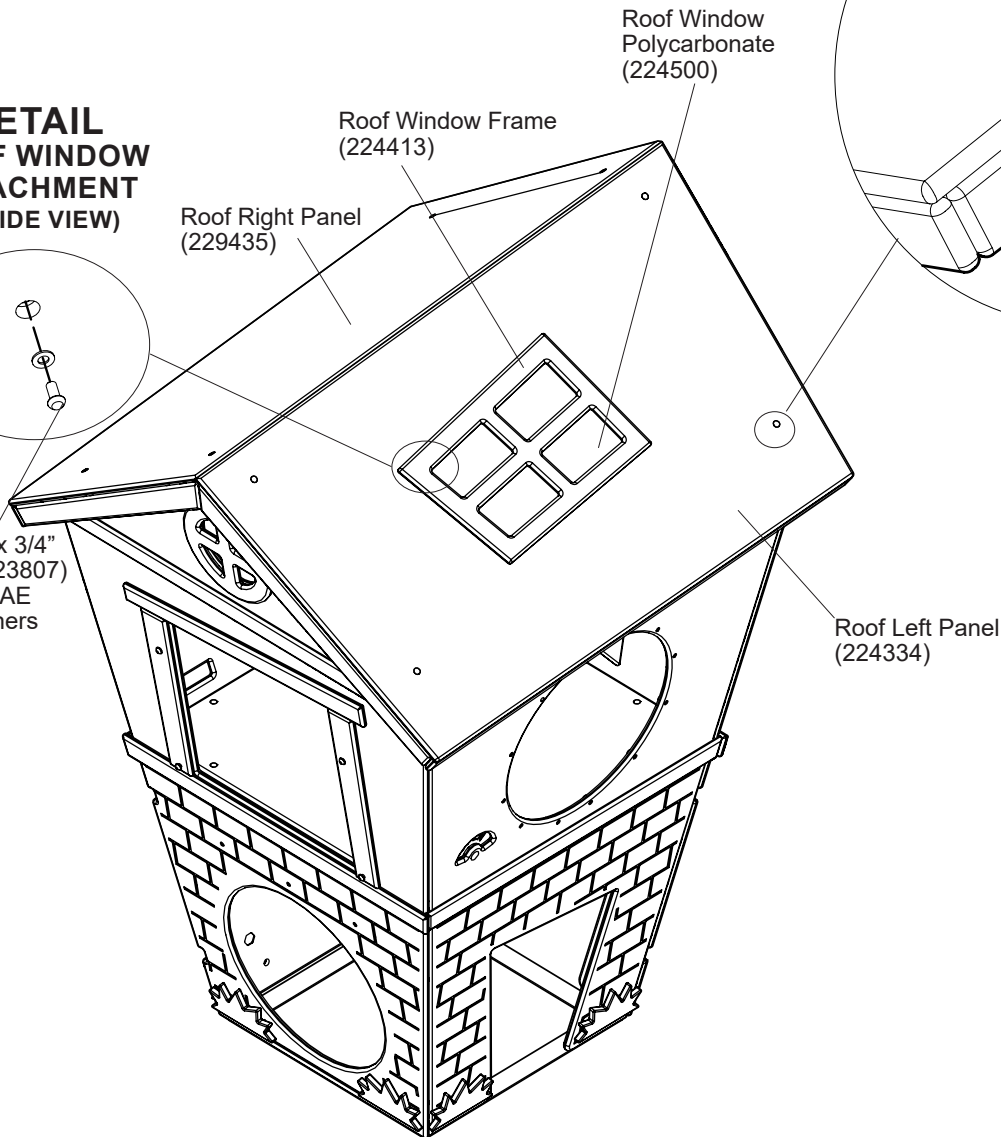 Roof Window
Polycarbonate
(224500)
Roof Window Frame
(224413)
ETAIL
WINDOW
ACHMENT
IDE VIEW)
Roof Right Panel
(229435)
x 3/4”
23807)
AE
ners
Roof Left Panel
(224334)